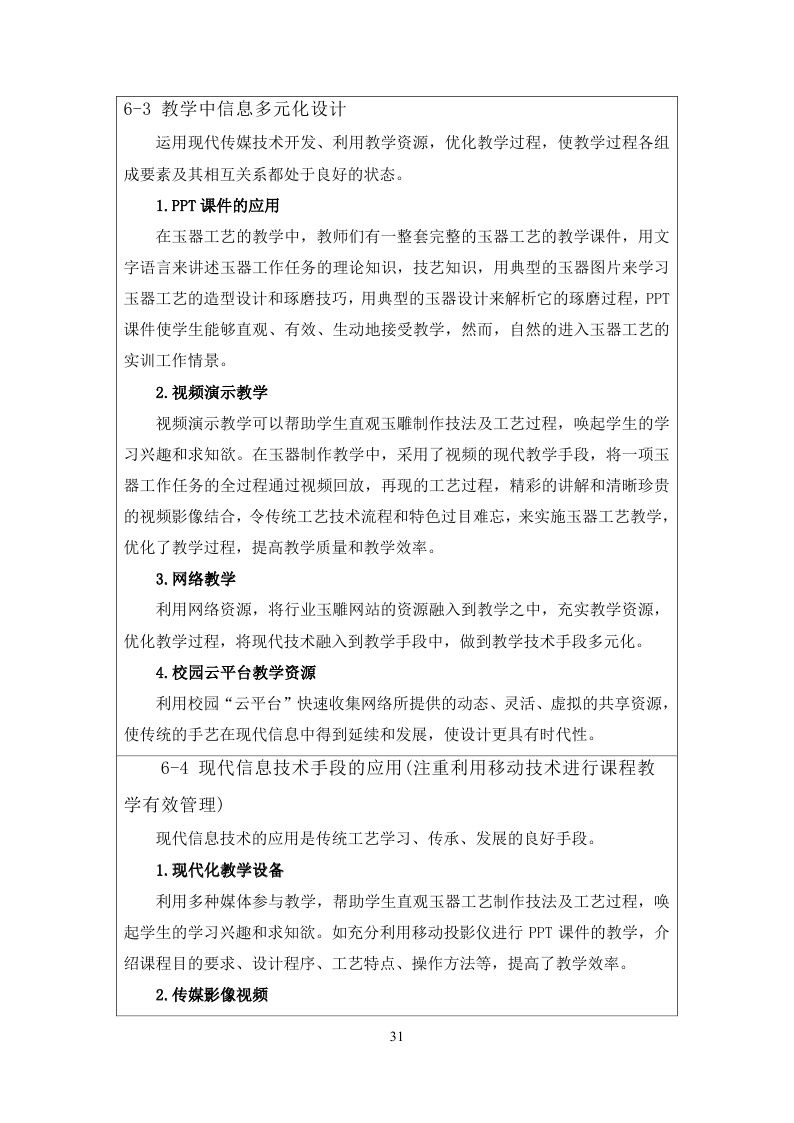 6-3 教学中信息多元化设计
运用现代传媒技术开发、利用教学资源，优化教学过程，使教学过程各组
成要素及其相互关系都处于良好的状态。
1.PPT 课件的应用
在玉器工艺的教学中，教师们有一整套完整的玉器工艺的教学课件，用文
字语言来讲述玉器工作任务的理论知识，技艺知识，用典型的玉器图片来学习
玉器工艺的造型设计和琢磨技巧，用典型的玉器设计来解析它的琢磨过程，PPT
课件使学生能够直观、有效、生动地接受教学，然而，自然的进入玉器工艺的
实训工作情景。
2.视频演示教学
视频演示教学可以帮助学生直观玉雕制作技法及工艺过程，唤起学生的学
习兴趣和求知欲。在玉器制作教学中，采用了视频的现代教学手段，将一项玉
器工作任务的全过程通过视频回放，再现的工艺过程，精彩的讲解和清晰珍贵
的视频影像结合，令传统工艺技术流程和特色过目难忘，来实施玉器工艺教学，
优化了教学过程，提高教学质量和教学效率。
3.网络教学
利用网络资源，将行业玉雕网站的资源融入到教学之中，充实教学资源，
优化教学过程，将现代技术融入到教学手段中，做到教学技术手段多元化。
4.校园云平台教学资源
利用校园“云平台”快速收集网络所提供的动态、灵活、虚拟的共享资源，
使传统的手艺在现代信息中得到延续和发展，使设计更具有时代性。
6-4 现代信息技术手段的应用(注重利用移动技术进行课程教
学有效管理)
现代信息技术的应用是传统工艺学习、传承、发展的良好手段。
1.现代化教学设备
利用多种媒体参与教学，帮助学生直观玉器工艺制作技法及工艺过程，唤
起学生的学习兴趣和求知欲。如充分利用移动投影仪进行 PPT 课件的教学，介
绍课程目的要求、设计程序、工艺特点、操作方法等，提高了教学效率。
2.传媒影像视频
31